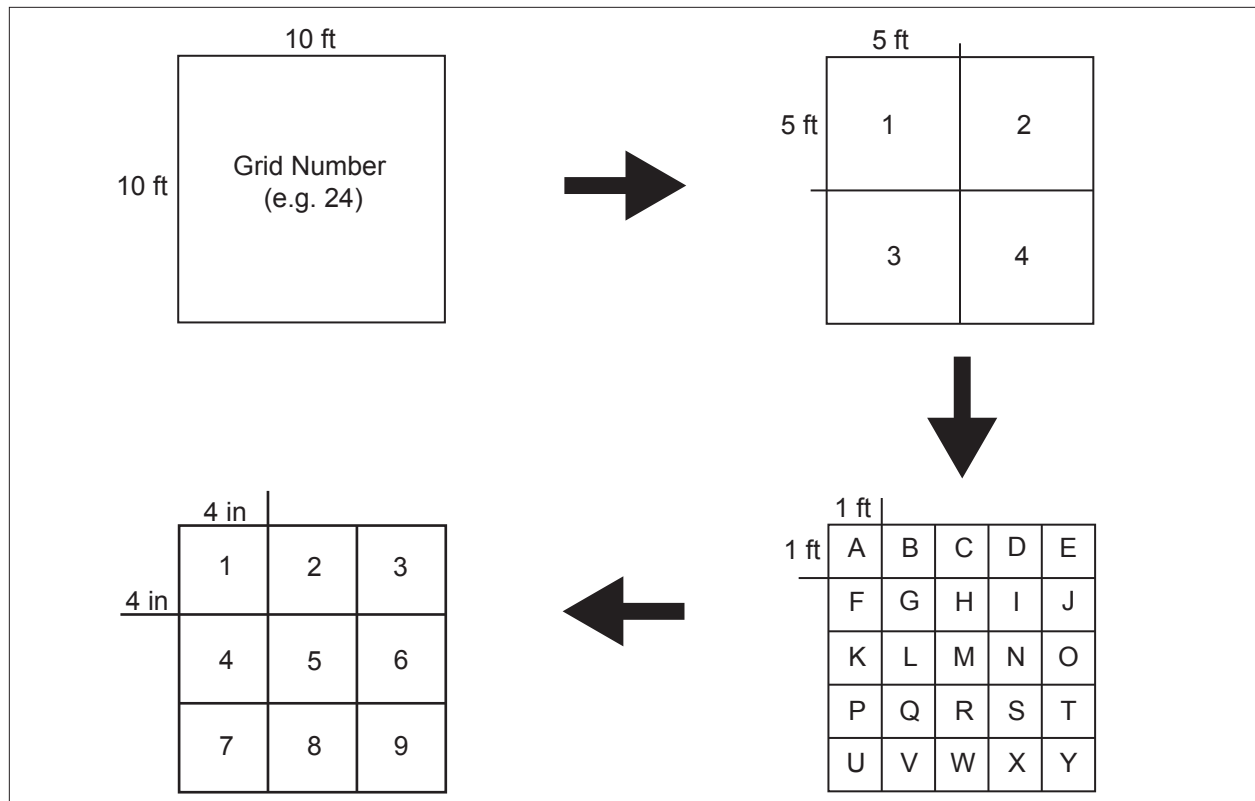 10 ft
10 ft
Grid Number
(e.g. 24)
5 ft
5 ft
1 2
3 4
1 ft
1 ft
A B C D E
F G H I J
K L M N O
P Q R S T
U V W X Y
4 in
4 in
1 2 3
4 5 6
7 8 9